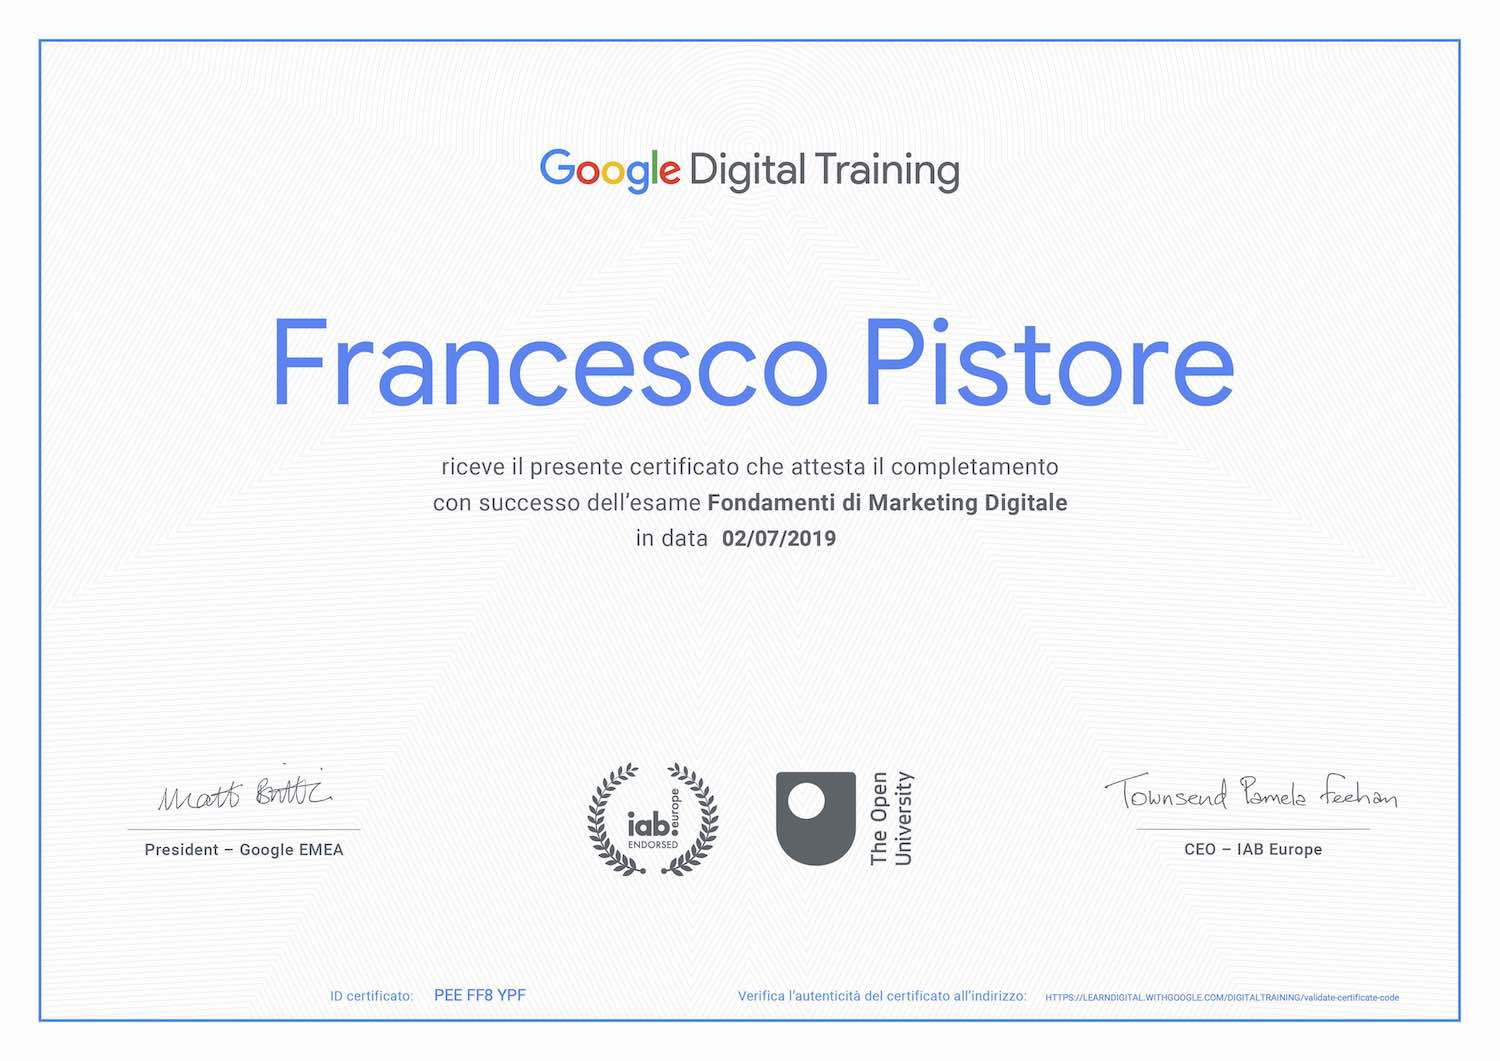 Google Digital Training
Francesco Pistore
riceve il presente certificato che attesta il completamento
con successo dell’esame Fondamenti di Marketing Digitale
in data 02/07/2019
Matt Brittin
Townsend Pamela Feehan
President – Google EMEA
iab.
europe
ENDORSED
The Open
University
CEO – IAB Europe
ID certificato: PEE FF8 YPF
Verifica l’autenticità del certificato all’indirizzo: HTTPS://LEARNDIGITAL.WITHGOOGLE.COM/DIGITALTRAINING/validate-certificate-code